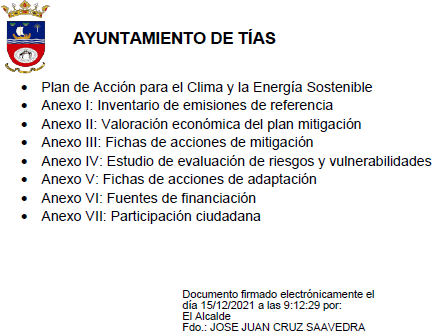 AYUNTAMIENTO DE TÍAS
• Plan de Acción para el Clima y la Energía Sostenible
• Anexo I: Inventario de emisiones de referencia
• Anexo II: Valoración económica del plan mitigación
• Anexo III: Fichas de acciones de mitigación
• Anexo IV: Estudio de evaluación de riesgos y vulnerabilidades
• Anexo V: Fichas de acciones de adaptación
• Anexo VI: Fuentes de financiación
• Anexo VII: Participación ciudadana
Documento firmado electrónicamente el
día 15/12/2021 a las 9:12:29 por:
El Alcalde
Fdo.: JOSE JUAN CRUZ SAAVEDRA